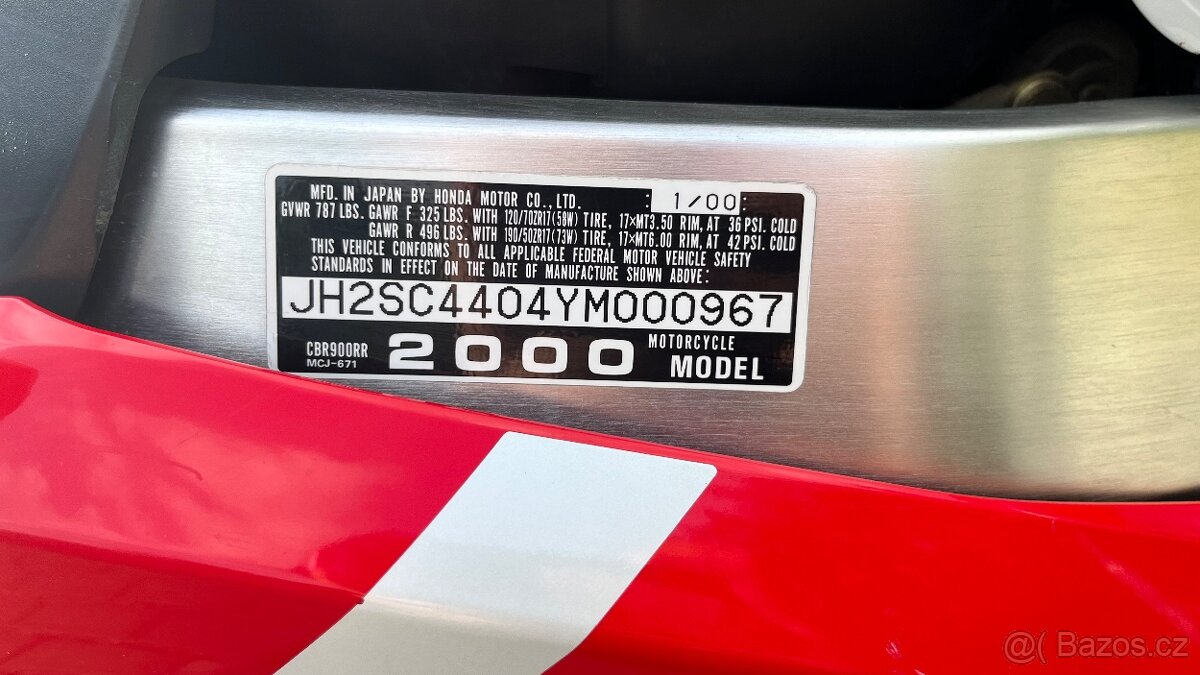 MFD. IN JAPAN BY HONDA MOTOR CO., LTD. : 1/00:
GVWR 787 LBS. GAWR F 325 LBS. WITH 120/70ZR17(58W) TIRE, 17×MT3.50 RIM, AT 36 PSI. COLD
GAWR R 496 LBS. WITH 190/50ZR17(73W) TIRE, 17×MT6.00 RIM, AT 42 PSI. COLD
THIS VEHICLE CONFORMS TO ALL APPLICABLE FEDERAL MOTOR VEHICLE SAFETY
STANDARDS IN EFFECT ON THE DATE OF MANUFACTURE SHOWN ABOVE:
JH2SC4404YM000967
CBR900RR 2000 MOTORCYCLE
MCJ-671 MODEL
@( Bazos.cz